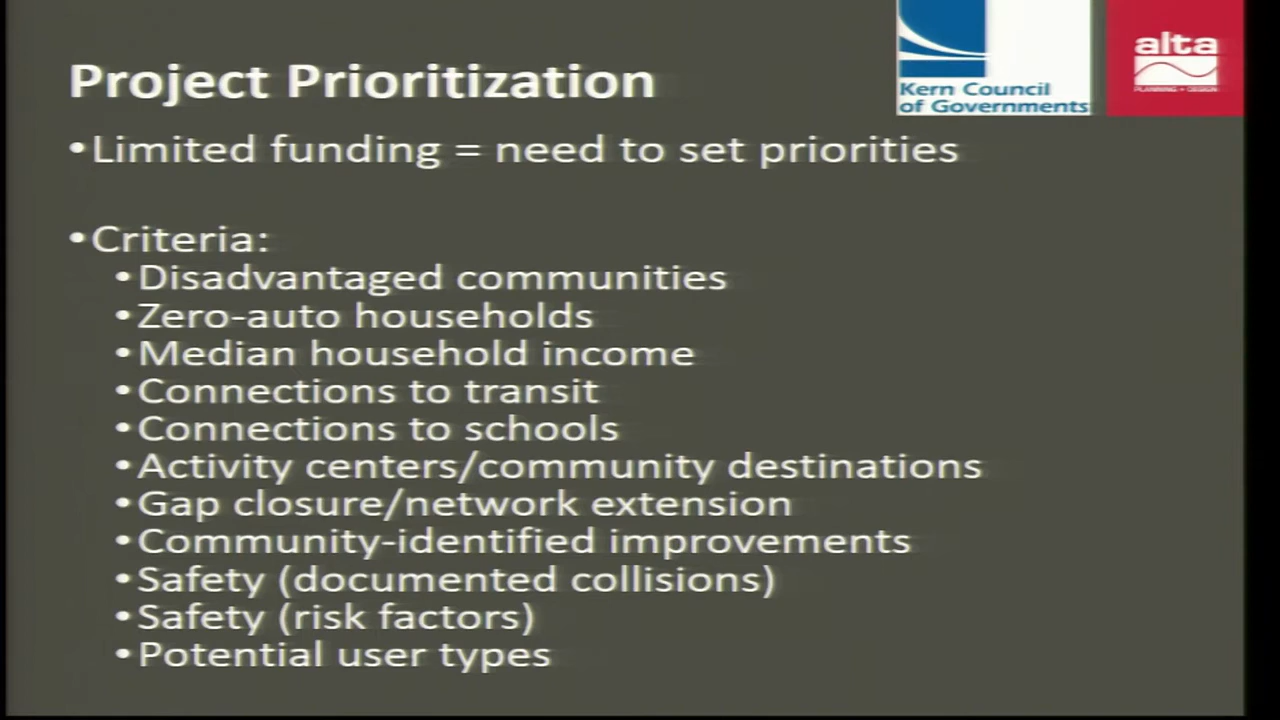 Project Prioritization
Kern Council
of Governments
alta
PLANNING + DESIGN
•Limited funding = need to set priorities
•Criteria:
•Disadvantaged communities
•Zero-auto households
•Median household income
•Connections to transit
•Connections to schools
•Activity centers/community destinations
•Gap closure/network extension
•Community-identified improvements
•Safety (documented collisions)
•Safety (risk factors)
•Potential user types